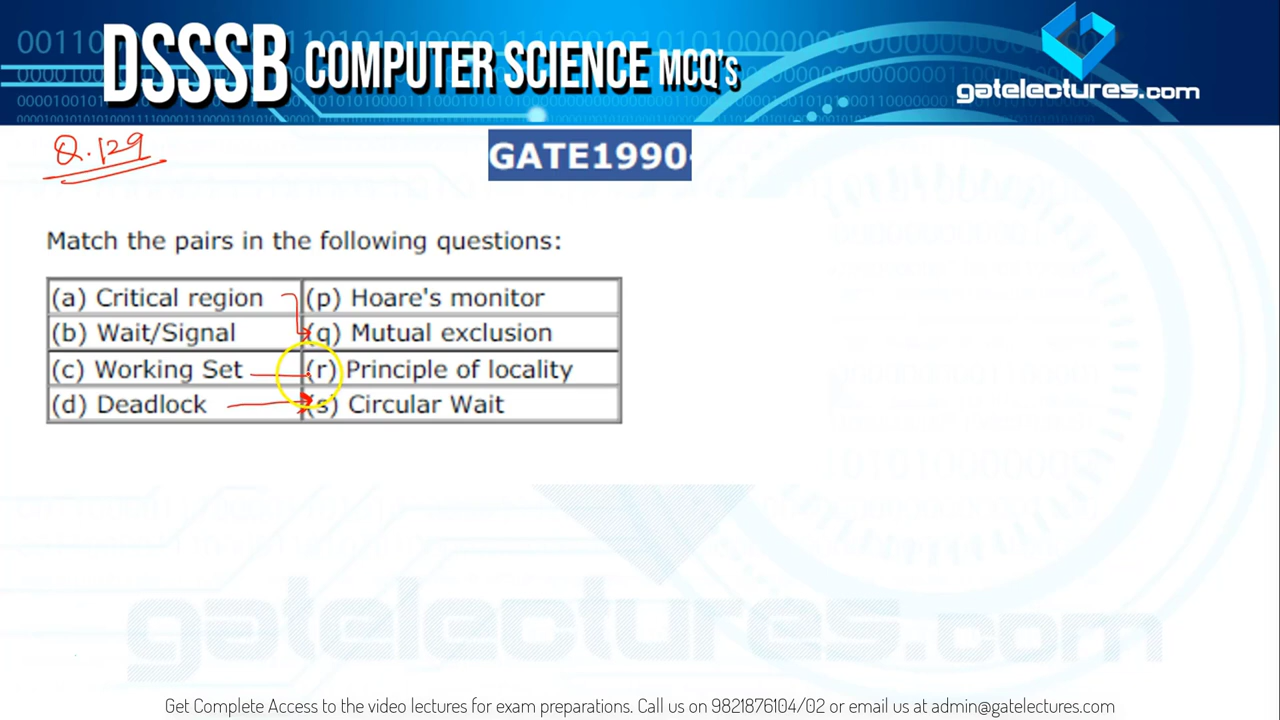 DSSSB COMPUTER SCIENCE MCQ's
gatelectures.com
Q.129
GATE1990-
Match the pairs in the following questions:
(a) Critical region (p) Hoare's monitor
(b) Wait/Signal (q) Mutual exclusion
(c) Working Set (r) Principle of locality
(d) Deadlock (s) Circular Wait
gatelectures.com
Get Complete Access to the video lectures for exam preparations. Call us on 9821876104/02 or email us at admin@gatelectures.com